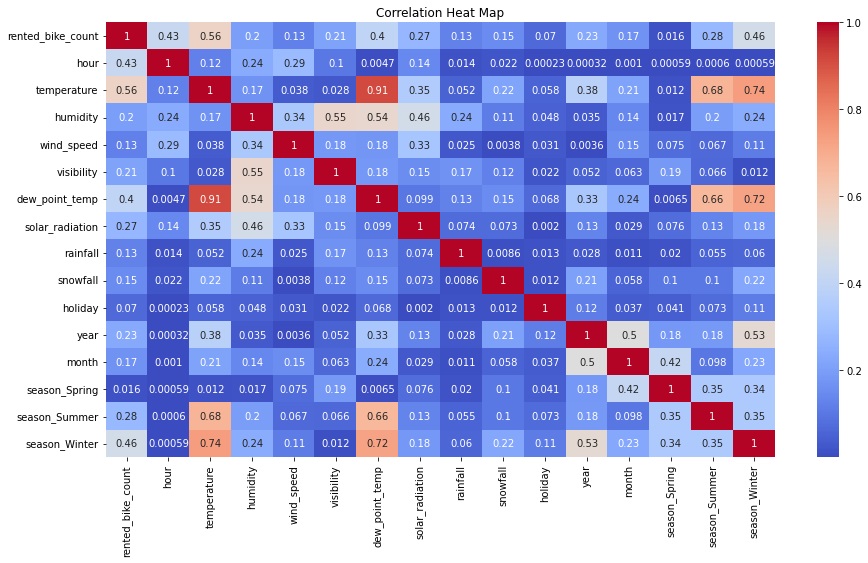 Correlation Heat Map
rented_bike_count 1 0.43 0.56 0.2 0.13 0.21 0.4 0.27 0.13 0.15 0.07 0.23 0.17 0.016 0.28 0.46
hour 0.43 1 0.12 0.24 0.29 0.1 0.0047 0.14 0.014 0.022 0.00023 0.00032 0.001 0.00059 0.0006 0.00059
temperature 0.56 0.12 1 0.17 0.038 0.028 0.91 0.35 0.052 0.22 0.058 0.38 0.21 0.012 0.68 0.74
humidity 0.2 0.24 0.17 1 0.34 0.55 0.54 0.46 0.24 0.11 0.048 0.035 0.14 0.017 0.2 0.24
wind_speed 0.13 0.29 0.038 0.34 1 0.18 0.18 0.33 0.025 0.0038 0.031 0.0036 0.15 0.075 0.067 0.11
visibility 0.21 0.1 0.028 0.55 0.18 1 0.18 0.15 0.17 0.12 0.022 0.052 0.063 0.19 0.066 0.012
dew_point_temp 0.4 0.0047 0.91 0.54 0.18 0.18 1 0.099 0.13 0.15 0.068 0.33 0.24 0.0065 0.66 0.72
solar_radiation 0.27 0.14 0.35 0.46 0.33 0.15 0.099 1 0.074 0.073 0.002 0.13 0.029 0.076 0.13 0.18
rainfall 0.13 0.014 0.052 0.24 0.025 0.17 0.13 0.074 1 0.0086 0.013 0.028 0.011 0.02 0.055 0.06
snowfall 0.15 0.022 0.22 0.11 0.0038 0.12 0.15 0.073 0.0086 1 0.012 0.21 0.058 0.1 0.1 0.22
holiday 0.07 0.00023 0.058 0.048 0.031 0.022 0.068 0.002 0.013 0.012 1 0.12 0.037 0.041 0.073 0.11
year 0.23 0.00032 0.38 0.035 0.0036 0.052 0.33 0.13 0.028 0.21 0.12 1 0.5 0.18 0.18 0.53
month 0.17 0.001 0.21 0.14 0.15 0.063 0.24 0.029 0.011 0.058 0.037 0.5 1 0.42 0.098 0.23
season_Spring 0.016 0.00059 0.012 0.017 0.075 0.19 0.0065 0.076 0.02 0.1 0.041 0.18 0.42 1 0.35 0.34
season_Summer 0.28 0.0006 0.68 0.2 0.067 0.066 0.66 0.13 0.055 0.1 0.073 0.18 0.098 0.35 1 0.35
season_Winter 0.46 0.00059 0.74 0.24 0.11 0.012 0.72 0.18 0.06 0.22 0.11 0.53 0.23 0.34 0.35 1
rented_bike_count
hour
temperature
humidity
wind_speed
visibility
dew_point_temp
solar_radiation
rainfall
snowfall
holiday
year
month
season_Spring
season_Summer
season_Winter
1.0
0.8
0.6
0.4
0.2